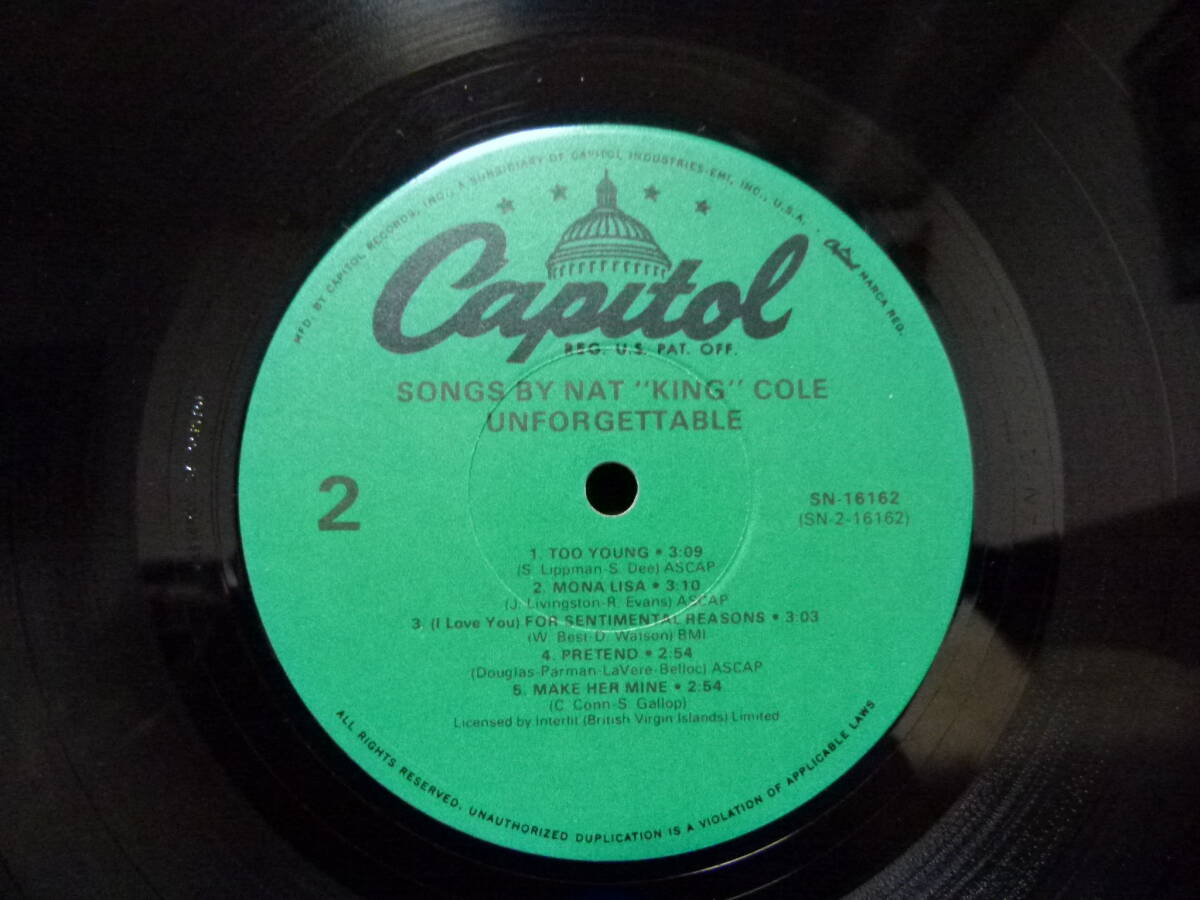 MFD. BY CAPITOL RECORDS, INC., A SUBSIDIARY OF CAPITOL INDUSTRIES-EMI, INC., U.S.A.
Capitol MARCA REG.
Capitol
REG. U.S. PAT. OFF.
SONGS BY NAT "KING" COLE
UNFORGETTABLE
2
SN-16162
(SN-2-16162)
1. TOO YOUNG • 3:09
(S. Lippman-S. Dee) ASCAP
2. MONA LISA • 3:10
(J. Livingston-R. Evans) ASCAP
3. (I Love You) FOR SENTIMENTAL REASONS • 3:03
(W. Best-D. Watson) BMI
4. PRETEND • 2:54
(Douglas-Parman-LaVere-Belloc) ASCAP
5. MAKE HER MINE • 2:54
(C. Conn-S. Gallop)
Licensed by Interfit (British Virgin Islands) Limited
ALL RIGHTS RESERVED. UNAUTHORIZED DUPLICATION IS A VIOLATION OF APPLICABLE LAWS